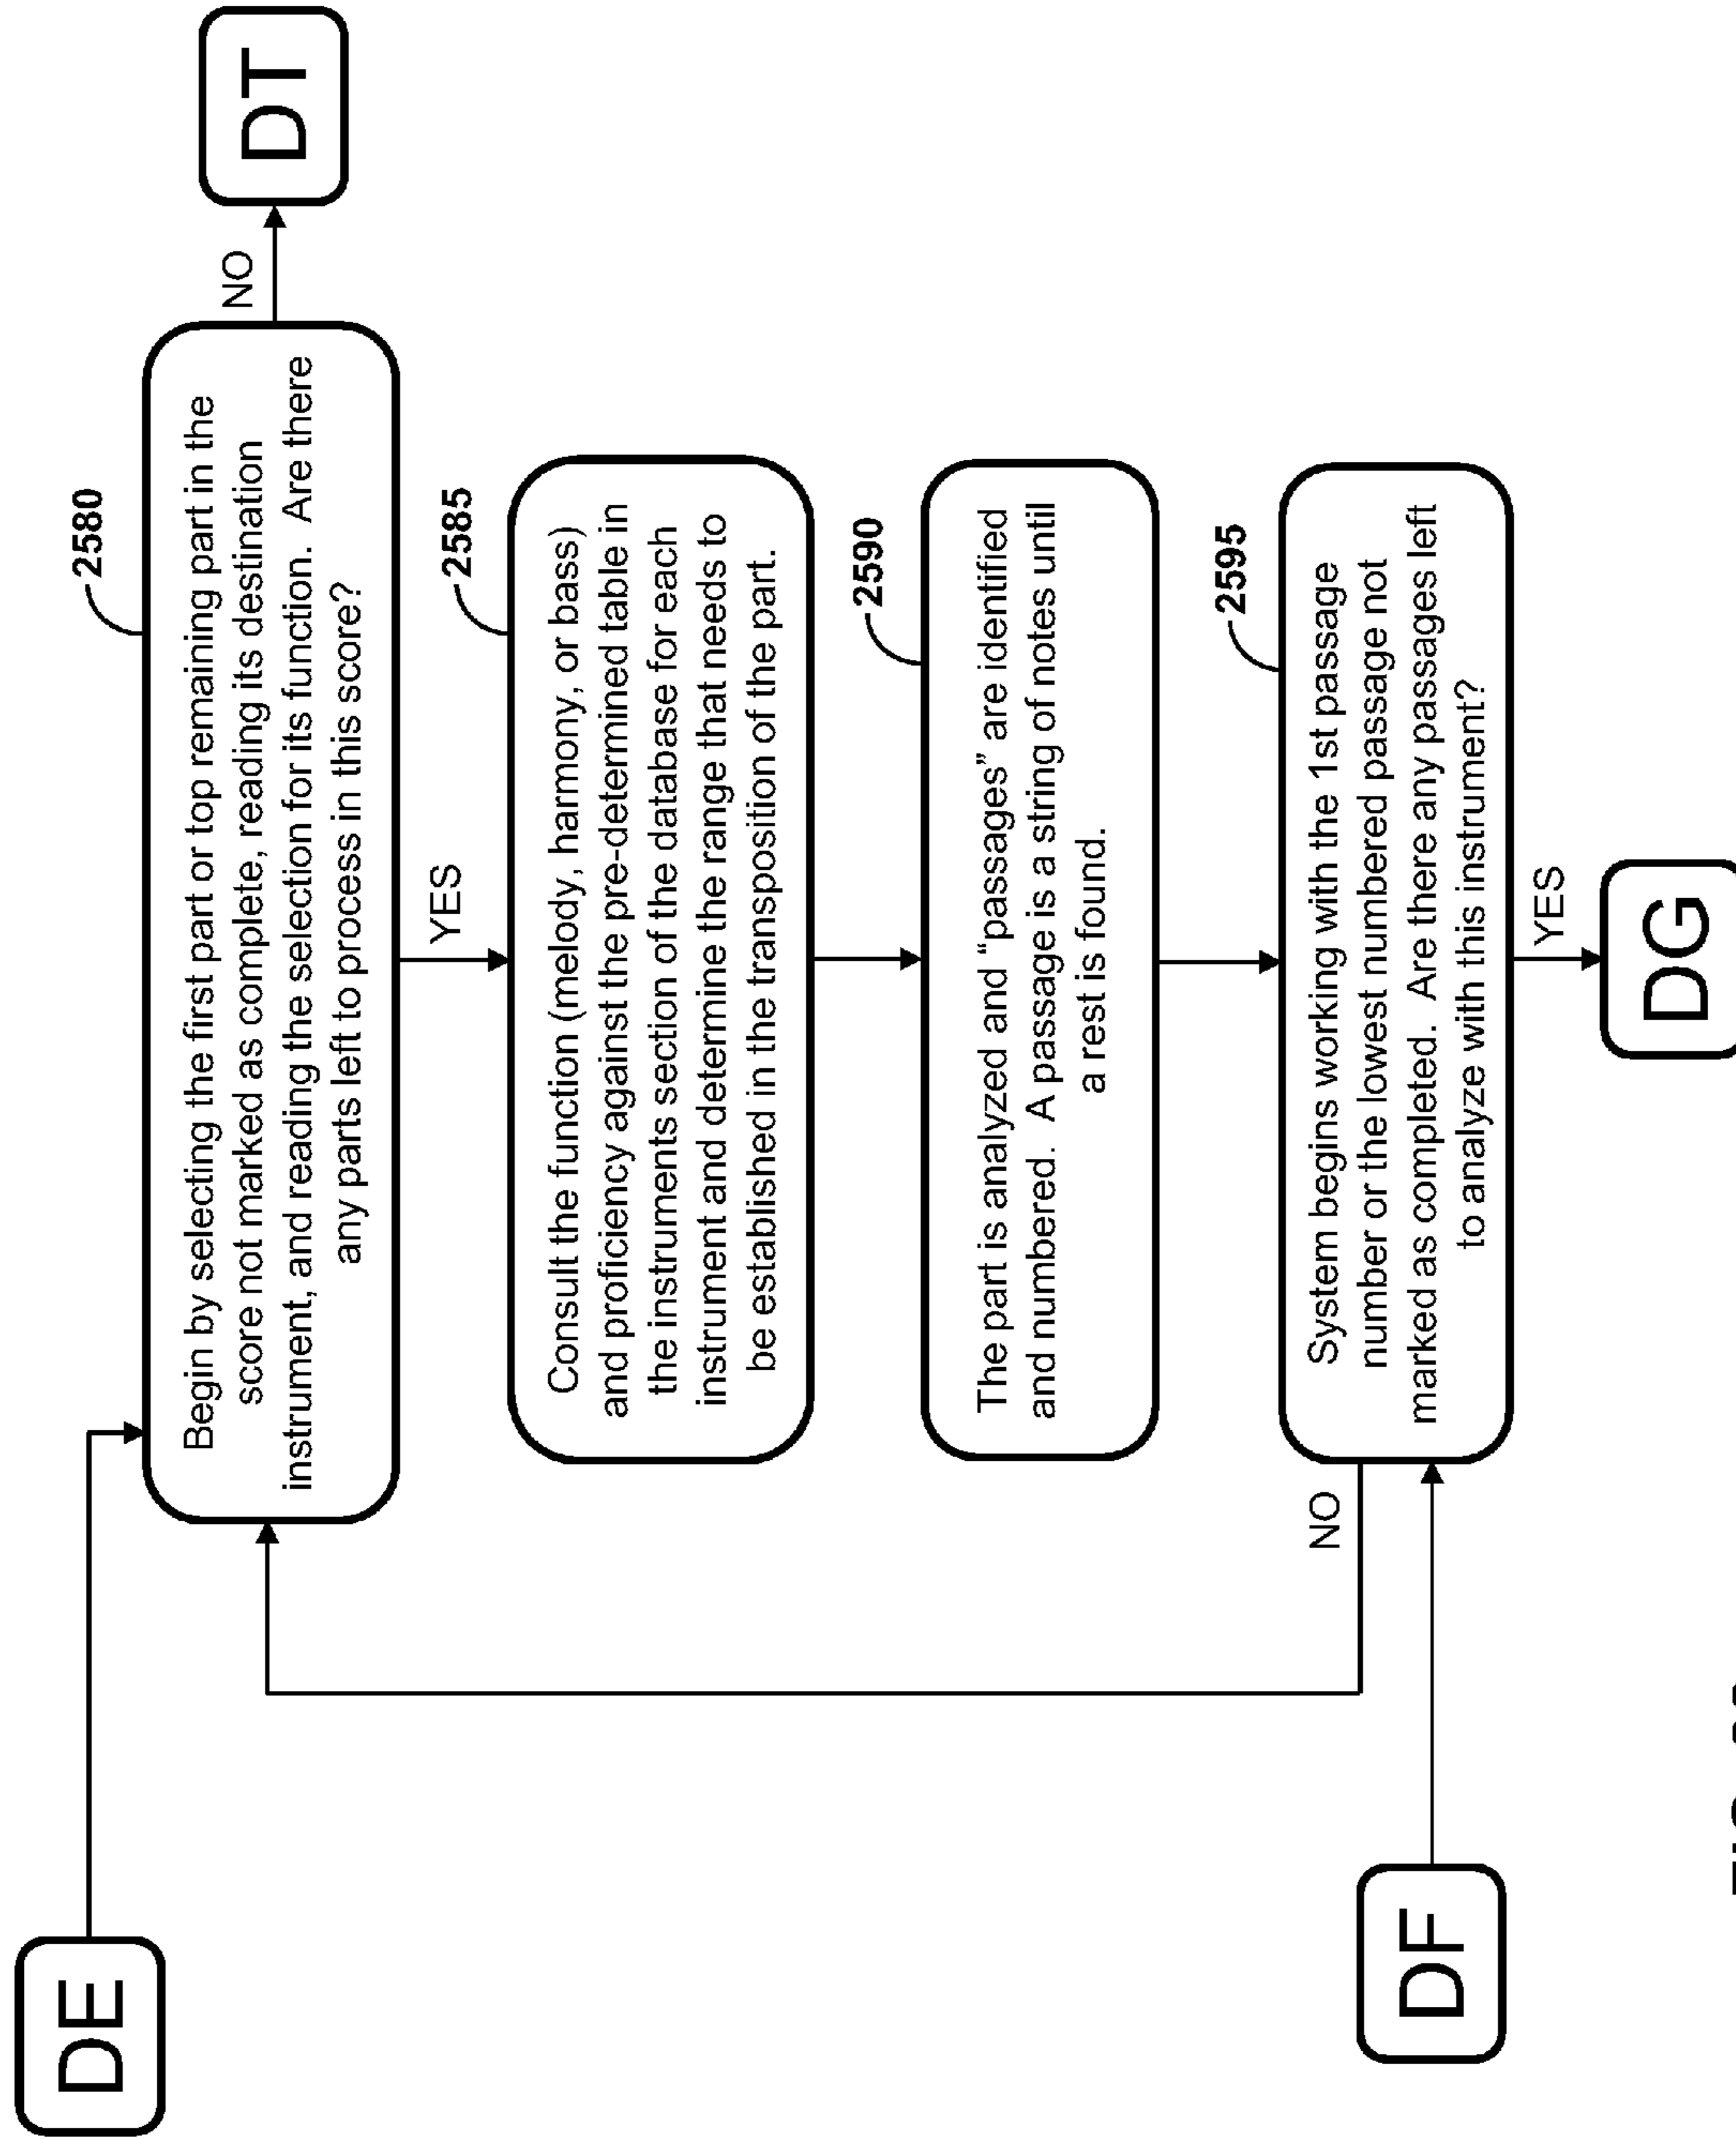 DE
DT
NO
2580
Begin by selecting the first part or top remaining part in the
score not marked as complete, reading its destination
instrument, and reading the selection for its function. Are there
any parts left to process in this score?
YES
2585
Consult the function (melody, harmony, or bass)
and proficiency against the pre-determined table in
the instruments section of the database for each
instrument and determine the range that needs to
be established in the transposition of the part.
2590
The part is analyzed and “passages” are identified
and numbered. A passage is a string of notes until
a rest is found.
2595
System begins working with the 1st passage
number or the lowest numbered passage not
marked as completed. Are there any passages left
to analyze with this instrument?
NO
DF
YES
DG